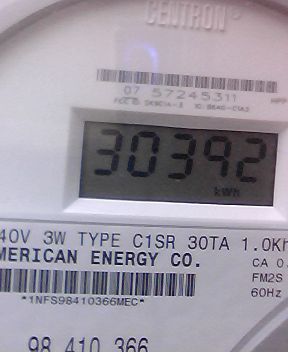 CENTRON
07 57245311
30392
kWh
40V 3W TYPE C1SR 30TA 1.0Kh
MERICAN ENERGY CO.
CA 0.
FM2S
*1NFS98410366MEC*
60Hz
98 410 366